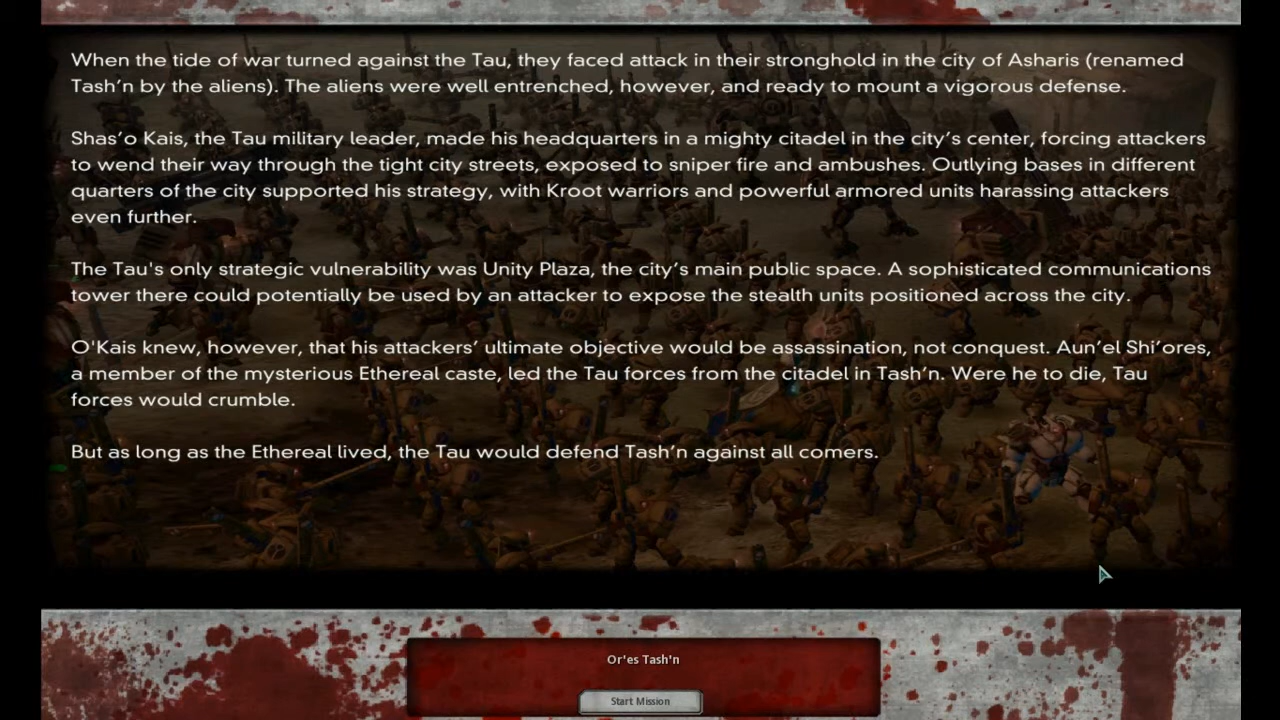 When the tide of war turned against the Tau, they faced attack in their stronghold in the city of Asharis (renamed
Tash’n by the aliens). The aliens were well entrenched, however, and ready to mount a vigorous defense.
Shas’o Kais, the Tau military leader, made his headquarters in a mighty citadel in the city’s center, forcing attackers
to wend their way through the tight city streets, exposed to sniper fire and ambushes. Outlying bases in different
quarters of the city supported his strategy, with Kroot warriors and powerful armored units harassing attackers
even further.
The Tau's only strategic vulnerability was Unity Plaza, the city’s main public space. A sophisticated communications
tower there could potentially be used by an attacker to expose the stealth units positioned across the city.
O'Kais knew, however, that his attackers’ ultimate objective would be assassination, not conquest. Aun’el Shi’ores,
a member of the mysterious Ethereal caste, led the Tau forces from the citadel in Tash’n. Were he to die, Tau
forces would crumble.
But as long as the Ethereal lived, the Tau would defend Tash’n against all comers.
Or'es Tash'n
Start Mission